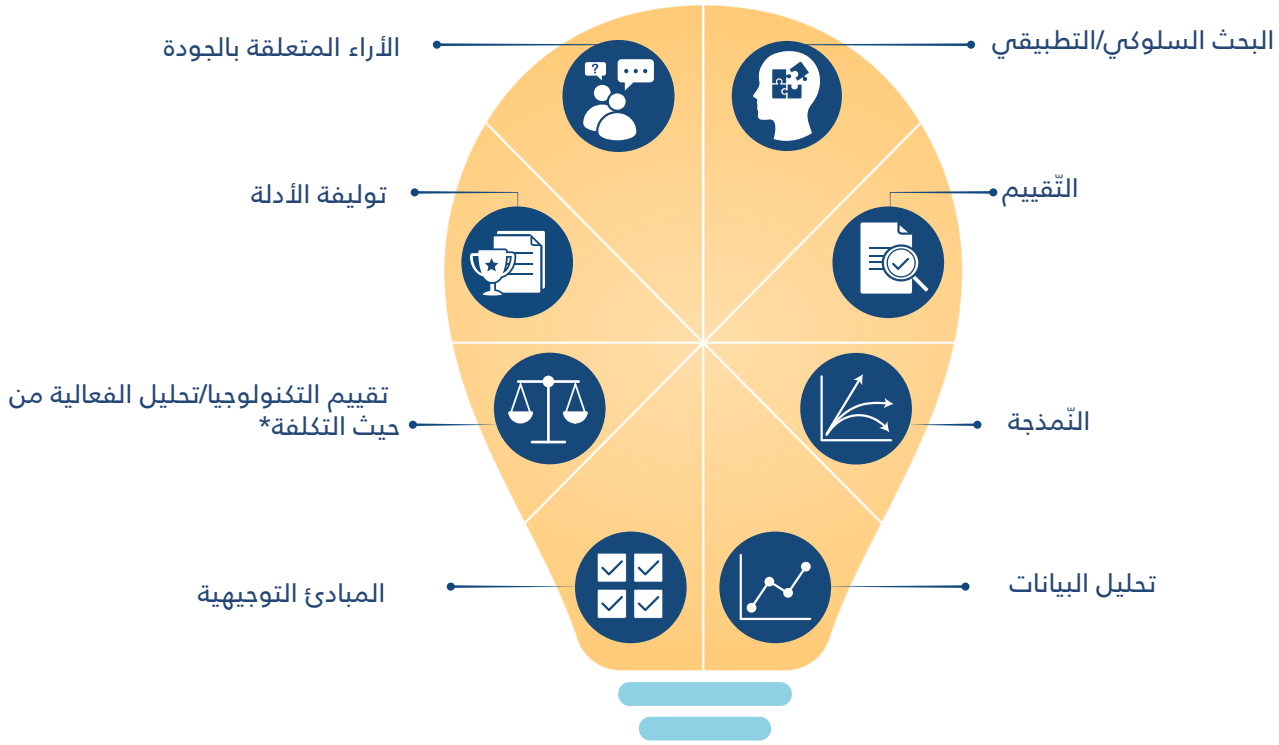 البحث السلوكي/التطبيقي
الأراء المتعلقة بالجودة
التّقييم
توليفة الأدلة
النّمذجة
تقييم التكنولوجيا/تحليل الفعالية من
حيث التكلفة*
تحليل البيانات
المبادئ التوجيهية
?